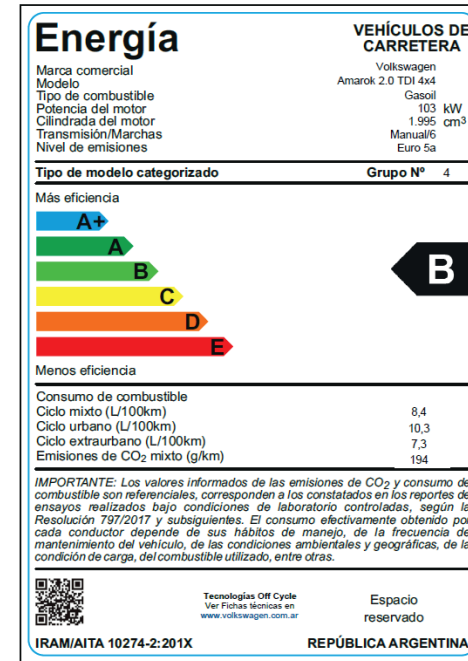 Energía
VEHÍCULOS DE
CARRETERA
Marca comercial Volkswagen
Modelo Amarok 2.0 TDI 4x4
Tipo de combustible Gasoil
Potencia del motor 103 kW
Cilindrada del motor 1.995 cm³
Transmisión/Marchas Manual/6
Nivel de emisiones Euro 5a
Tipo de modelo categorizado Grupo Nº 4
Más eficiencia
A+
A
B
B
C
D
E
Menos eficiencia
Consumo de combustible
Ciclo mixto (L/100km) 8,4
Ciclo urbano (L/100km) 10,3
Ciclo extraurbano (L/100km) 7,3
Emisiones de CO₂ mixto (g/km) 194
IMPORTANTE: Los valores informados de las emisiones de CO₂ y consumo de
combustible son referenciales, corresponden a los constatados en los reportes de
ensayos realizados bajo condiciones de laboratorio controladas, según la
Resolución 797/2017 y subsiguientes. El consumo efectivamente obtenido por
cada conductor depende de sus hábitos de manejo, de la frecuencia de
mantenimiento del vehículo, de las condiciones ambientales y geográficas, de la
condición de carga, del combustible utilizado, entre otras.
Tecnologías Off Cycle
Ver Fichas técnicas en
www.volkswagen.com.ar
Espacio
reservado
IRAM/AITA 10274-2:201X REPÚBLICA ARGENTINA